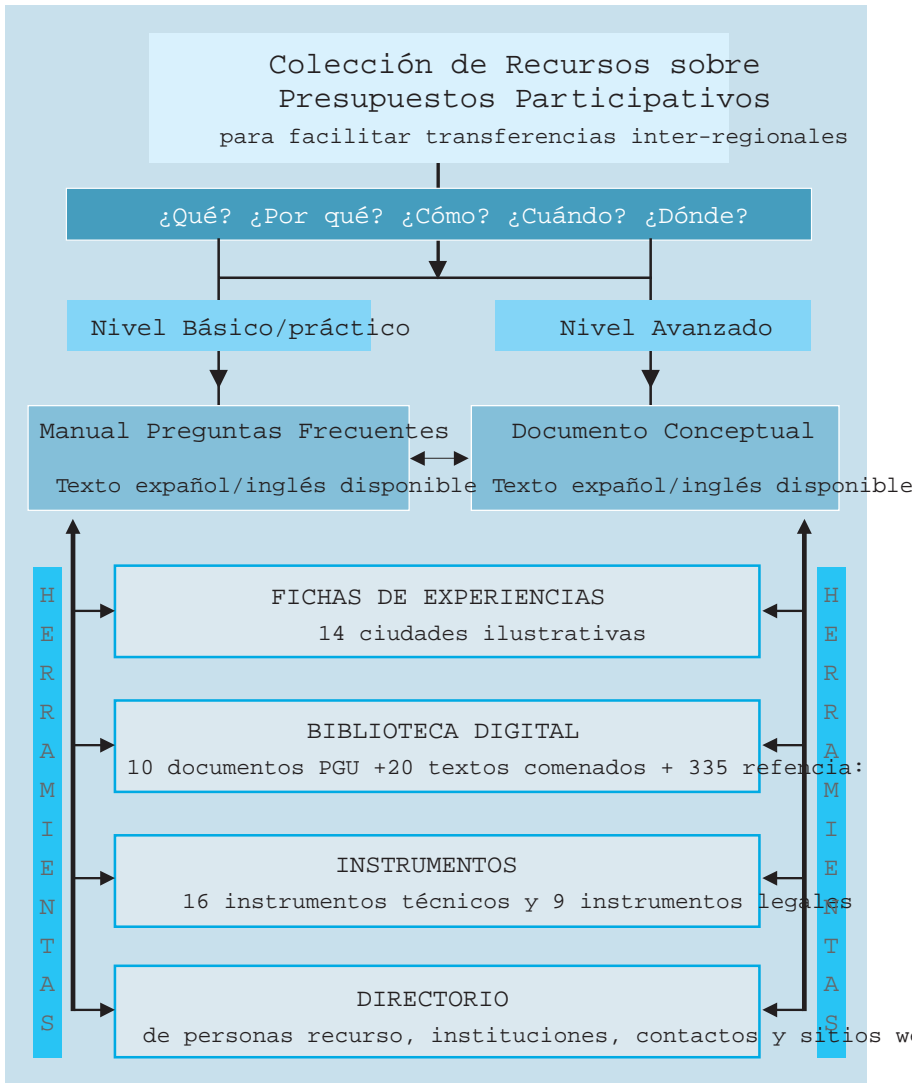 Colección de Recursos sobre
Presupuestos Participativos
para facilitar transferencias inter-regionales
¿Qué? ¿Por qué? ¿Cómo? ¿Cuándo? ¿Dónde?
Nivel Básico/práctico
Nivel Avanzado
Manual Preguntas Frecuentes
Texto español/inglés disponible
Documento Conceptual
Texto español/inglés disponible
HERRAMIENTAS
FICHAS DE EXPERIENCIAS
14 ciudades ilustrativas
BIBLIOTECA DIGITAL
10 documentos PGU +20 textos comenados + 335 refencia:
INSTRUMENTOS
16 instrumentos técnicos y 9 instrumentos legales
DIRECTORIO
de personas recurso, instituciones, contactos y sitios
HERRAMIENTAS